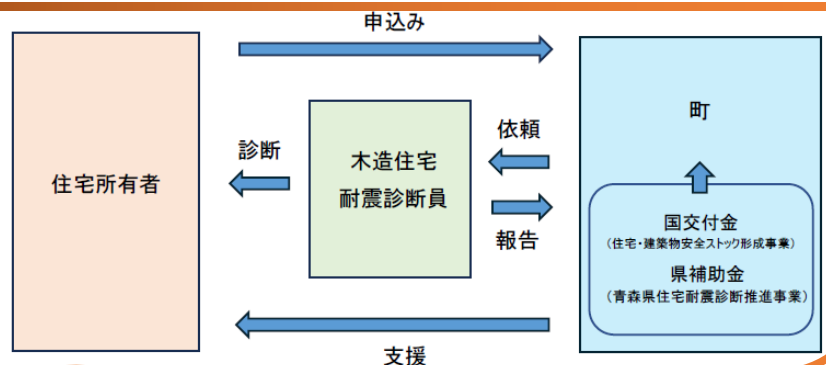 申込み
住宅所有者
診断
木造住宅
耐震診断員
依頼
報告
町
国交付金
(住宅・建築物安全ストック形成事業)
県補助金
(青森県住宅耐震診断推進事業)
支援